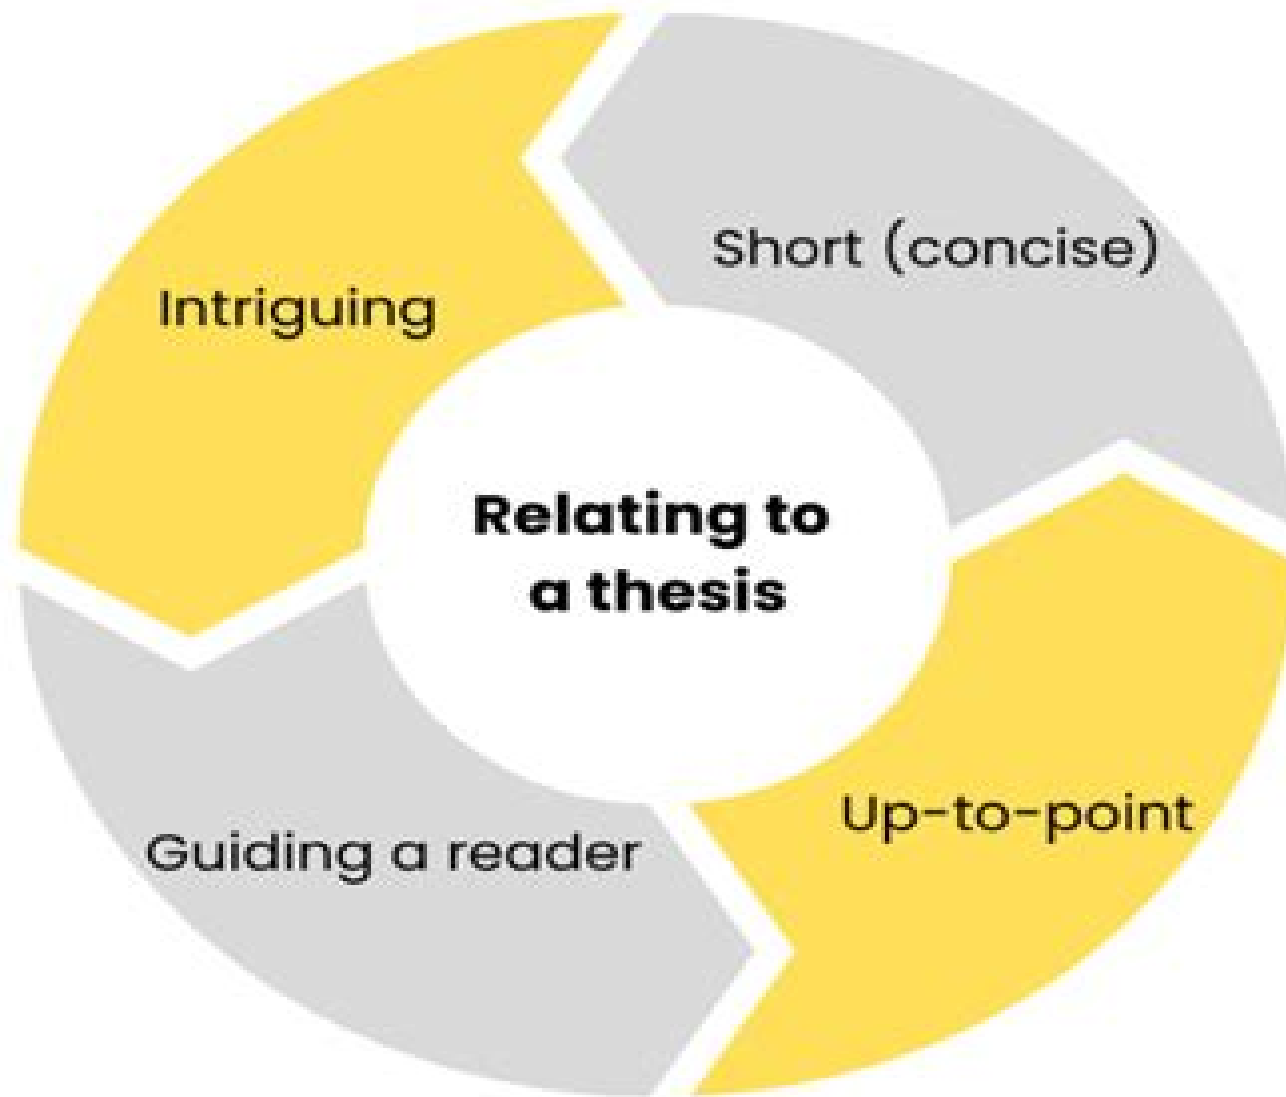 Short (concise)
Intriguing
Relating to
a thesis
Up-to-point
Guiding a reader